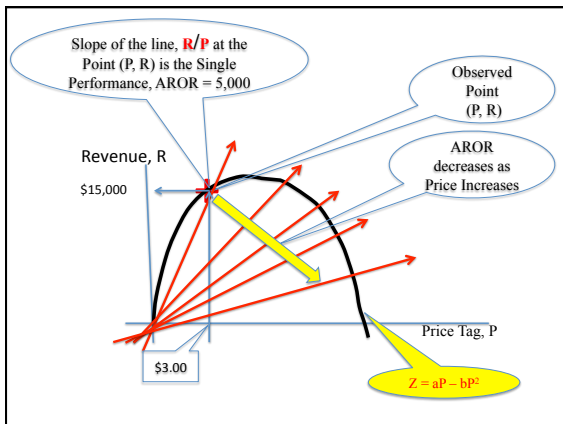 Slope of the line, R/P at the
Point (P, R) is the Single
Performance, AROR = 5,000
Observed
Point
(P, R)
AROR
decreases as
Price Increases
Revenue, R
$15,000
Price Tag, P
$3.00
Z = aP – bP²